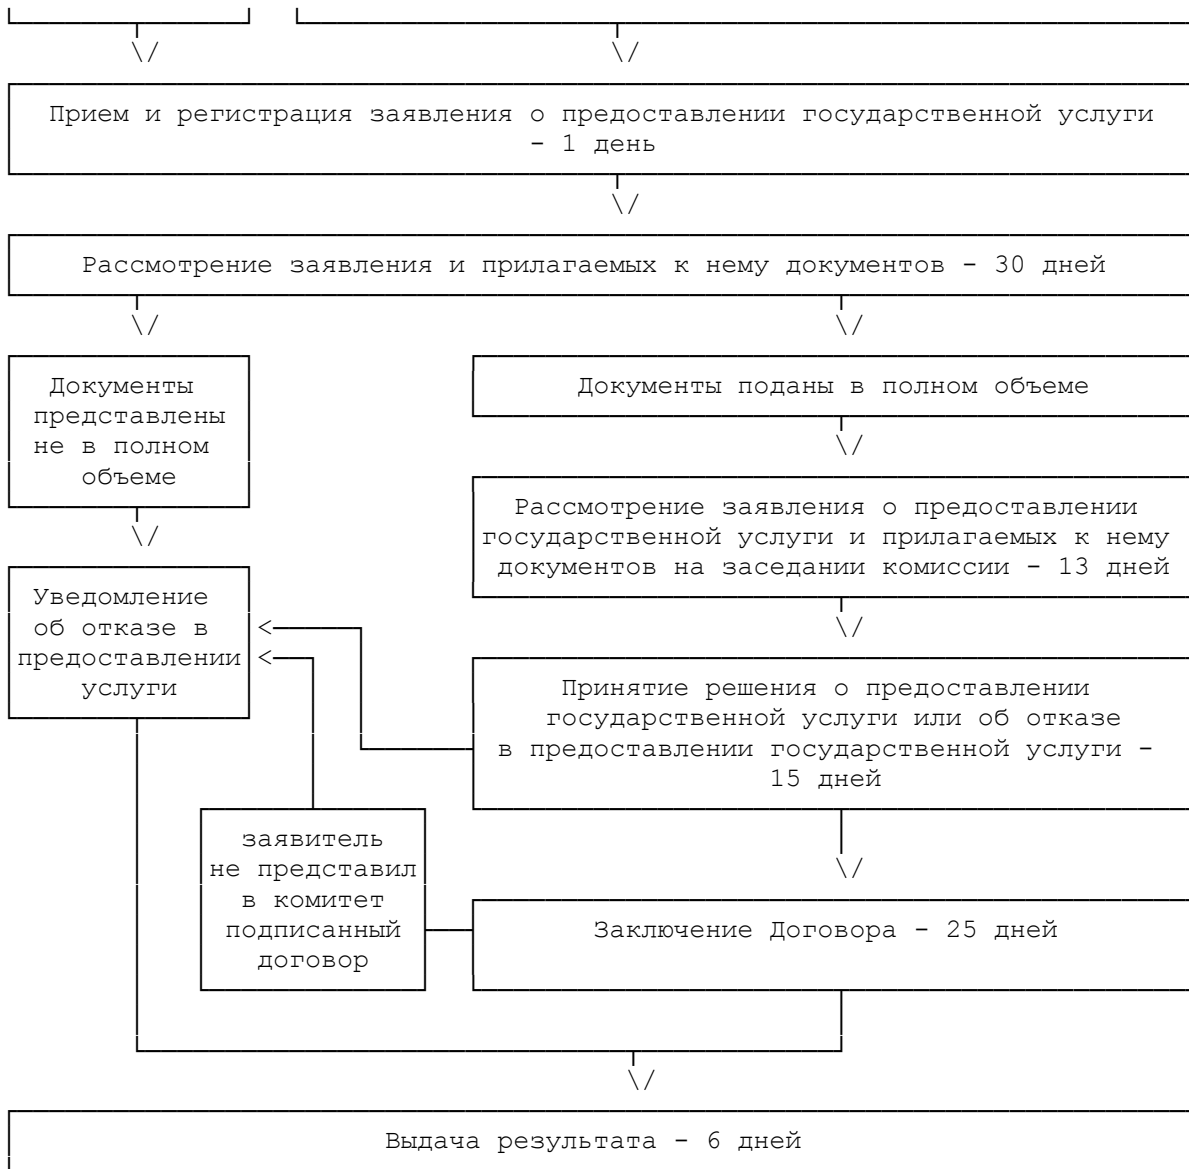 Прием и регистрация заявления о предоставлении государственной услуги
- 1 день
Рассмотрение заявления и прилагаемых к нему документов - 30 дней
Документы
представлены
не в полном
объеме
Документы поданы в полном объеме
Рассмотрение заявления о предоставлении
государственной услуги и прилагаемых к нему
документов на заседании комиссии - 13 дней
Уведомление
об отказе в
предоставлении
услуги
Принятие решения о предоставлении
государственной услуги или об отказе
в предоставлении государственной услуги -
15 дней
заявитель
не представил
в комитет
подписанный
договор
Заключение Договора - 25 дней
Выдача результата - 6 дней